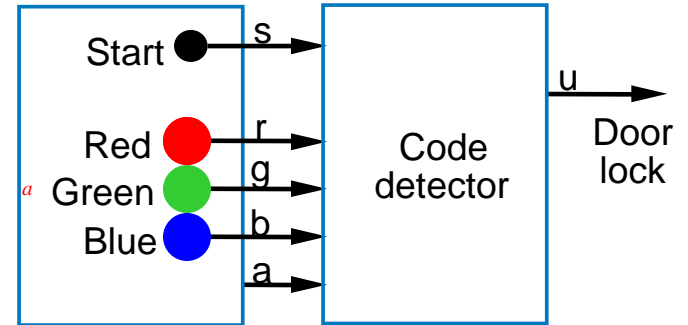 Start
s
u
Red
r
Door
lock
Code
detector
a
Green
g
Blue
b
a